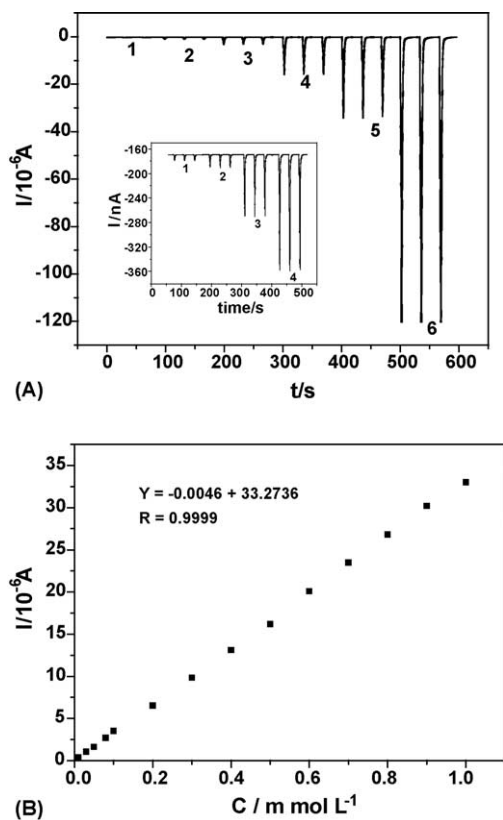 0
-20
-40
-60
-80
-100
-120
I/10⁻⁶A
1 2 3 4 5 6
-160
-200
-240
-280
-320
-360
I/nA
1 2 3 4
0 100 200 300 400 500
time/s
0 100 200 300 400 500 600
t/s
(A)
35
30
25
20
15
10
5
0
I/10⁻⁶A
Y = -0.0046 + 33.2736
R = 0.9999
0.0 0.2 0.4 0.6 0.8 1.0
C / m mol L⁻¹
(B)